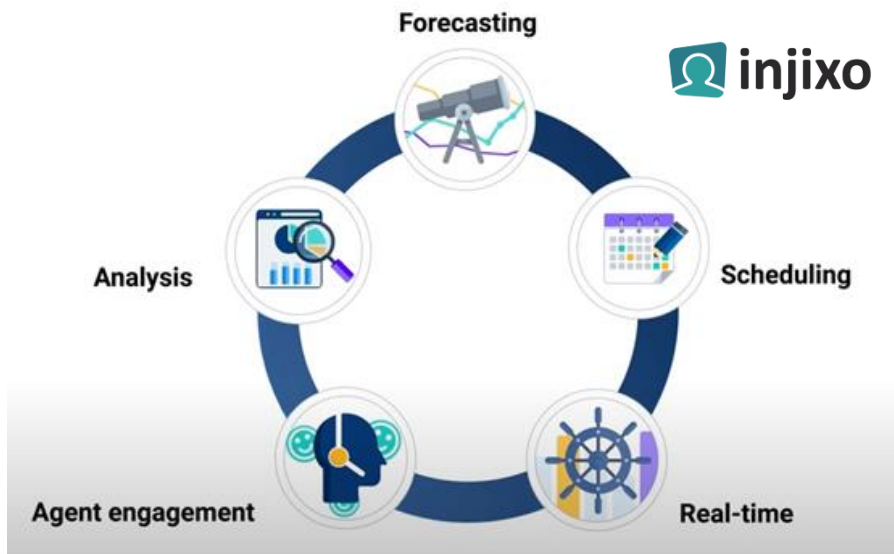 Forecasting
injixo
Analysis
Scheduling
Agent engagement
Real-time